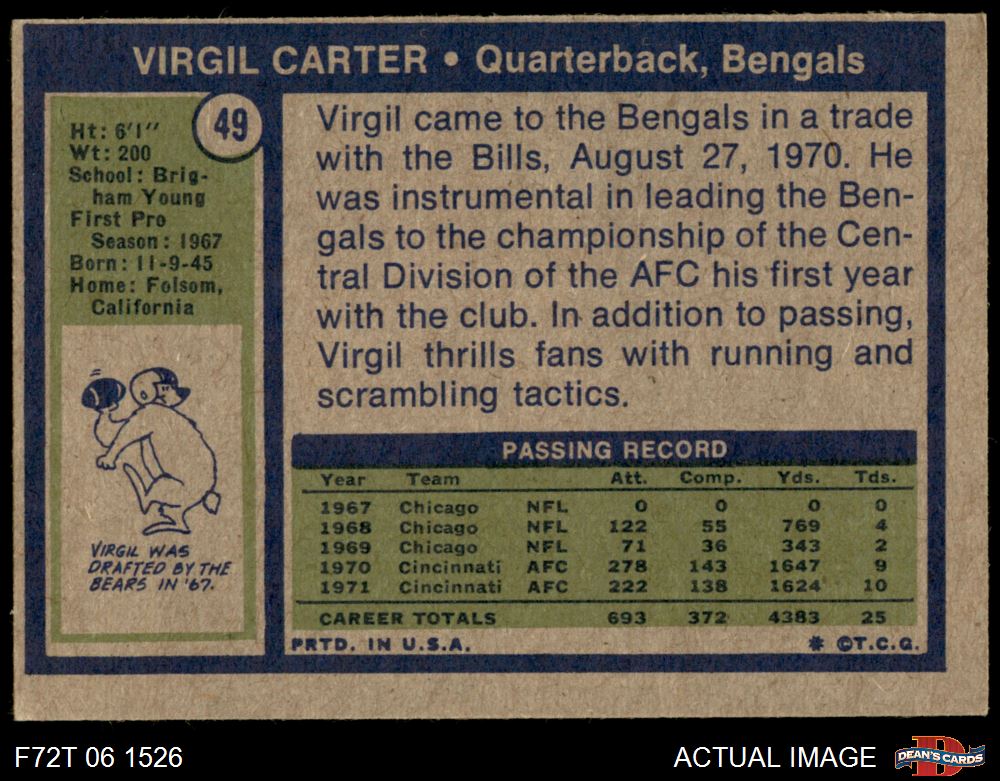 VIRGIL CARTER • Quarterback, Bengals
49
Ht: 6'1"
Wt: 200
School: Brig-
ham Young
First Pro
Season: 1967
Born: 11-9-45
Home: Folsom,
California
VIRGIL WAS
DRAFTED BY THE
BEARS IN '67.
Virgil came to the Bengals in a trade
with the Bills, August 27, 1970. He
was instrumental in leading the Ben-
gals to the championship of the Cen-
tral Division of the AFC his first year
with the club. In addition to passing,
Virgil thrills fans with running and
scrambling tactics.
PASSING RECORD
Year Team Att. Comp. Yds. Tds.
1967 Chicago NFL 0 0 0 0
1968 Chicago NFL 122 55 769 4
1969 Chicago NFL 71 36 343 2
1970 Cincinnati AFC 278 143 1647 9
1971 Cincinnati AFC 222 138 1624 10
CAREER TOTALS 693 372 4383 25
PRTD. IN U.S.A. * ©T.C.G.
F72T 06 1526
ACTUAL IMAGE
D
DEAN'S CARDS